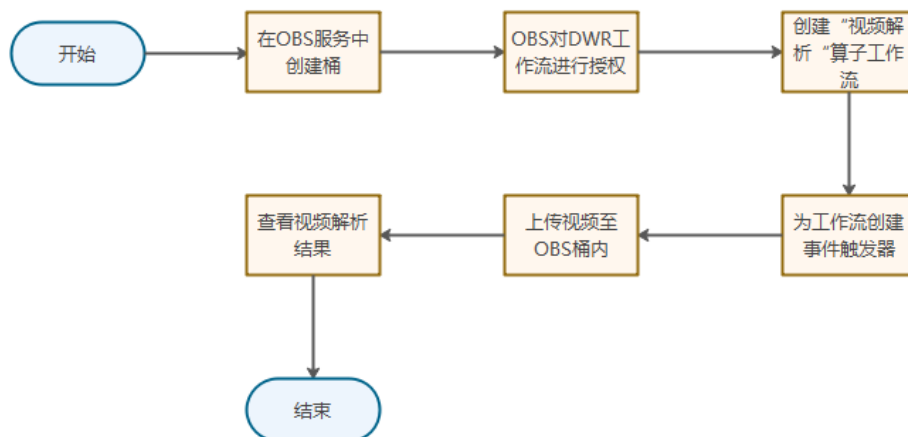 开始
在OBS服务中
创建桶
OBS对DWR工
作流进行授权
创建“视频解
析“算子工作
流
为工作流创建
事件触发器
上传视频至
OBS桶内
查看视频解析
结果
结束